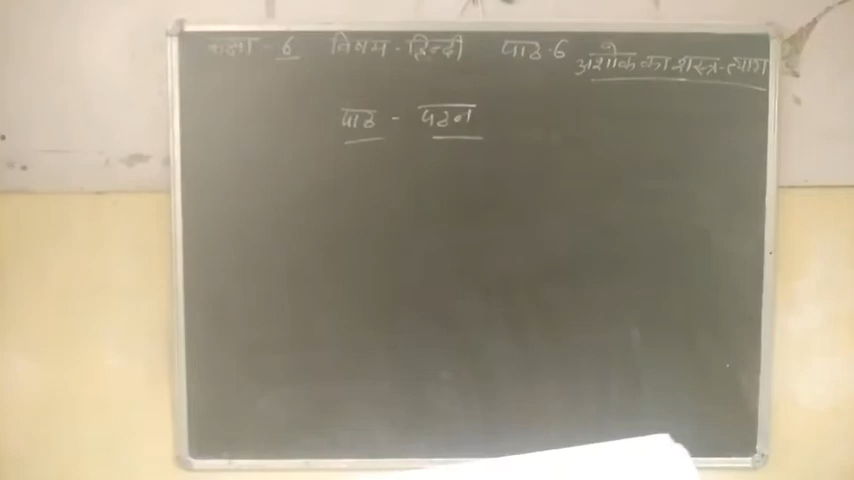 कक्षा - 6 विषय - हिन्दी पाठ-6 अशोक का शस्त्र-त्याग
पाठ - पठन